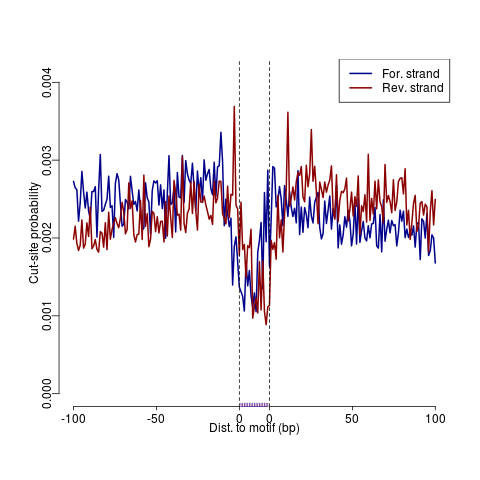 For. strand
Rev. strand
Cut-site probability
0.004
0.003
0.002
0.001
0.000
-100 -50 0 0 50 100
Dist. to motif (bp)